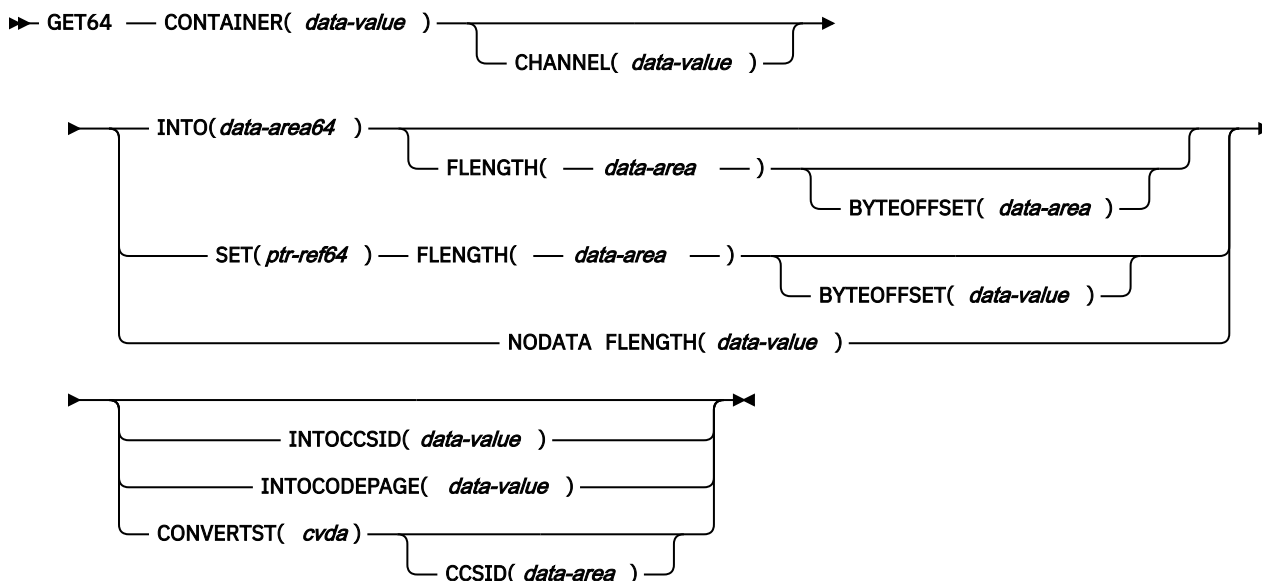 GET64 CONTAINER( data-value )
CHANNEL( data-value )
INTO( data-area64 )
FLENGTH( data-area )
BYTEOFFSET( data-area )
SET( ptr-ref64 ) FLENGTH( data-area )
BYTEOFFSET( data-value )
NODATA FLENGTH( data-value )
INTOCCSID( data-value )
INTOCODEPAGE( data-value )
CONVERTST( cvda )
CCSID( data-area )